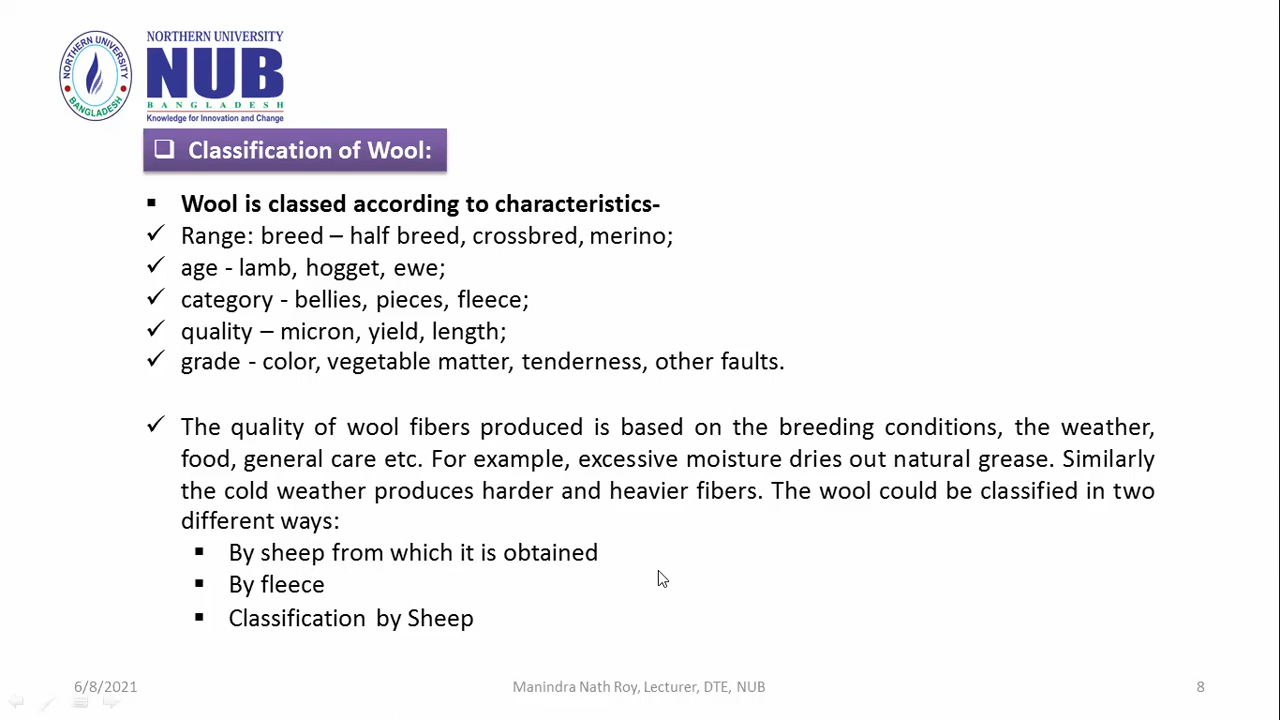 NORTHERN UNIVERSITY
BANGLADESH
NORTHERN UNIVERSITY
NUB
BANGLADESH
Knowledge for Innovation and Change
❑ Classification of Wool:
▪ Wool is classed according to characteristics-
✓ Range: breed – half breed, crossbred, merino;
✓ age - lamb, hogget, ewe;
✓ category - bellies, pieces, fleece;
✓ quality – micron, yield, length;
✓ grade - color, vegetable matter, tenderness, other faults.
✓ The quality of wool fibers produced is based on the breeding conditions, the weather,
food, general care etc. For example, excessive moisture dries out natural grease. Similarly
the cold weather produces harder and heavier fibers. The wool could be classified in two
different ways:
▪ By sheep from which it is obtained
▪ By fleece
▪ Classification by Sheep
6/8/2021
Manindra Nath Roy, Lecturer, DTE, NUB
8